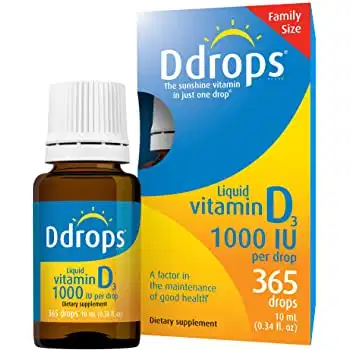 Family
Size
Ddrops®
The sunshine vitamin
in just one drop
Liquid
vitamin D3
1000 IU
per drop
A factor in
the maintenance
of good health
365
drops
10 mL
(0.34 fl. oz)
Dietary supplement
Ddrops®
Liquid
vitamin D3
1000 IU per drop
Dietary supplement
365 drops 10 mL (0.34 fl. oz)